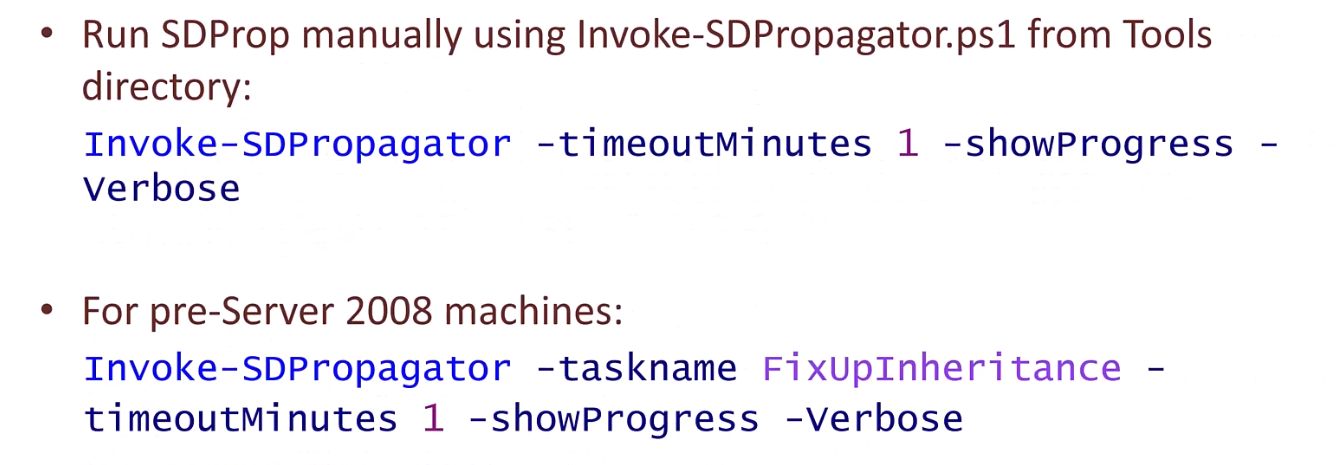 • Run SDProp manually using Invoke-SDPropagator.ps1 from Tools
directory:
Invoke-SDPropagator -timeoutMinutes 1 -showProgress -
Verbose
• For pre-Server 2008 machines:
Invoke-SDPropagator -taskname FixUpInheritance -
timeoutMinutes 1 -showProgress -Verbose